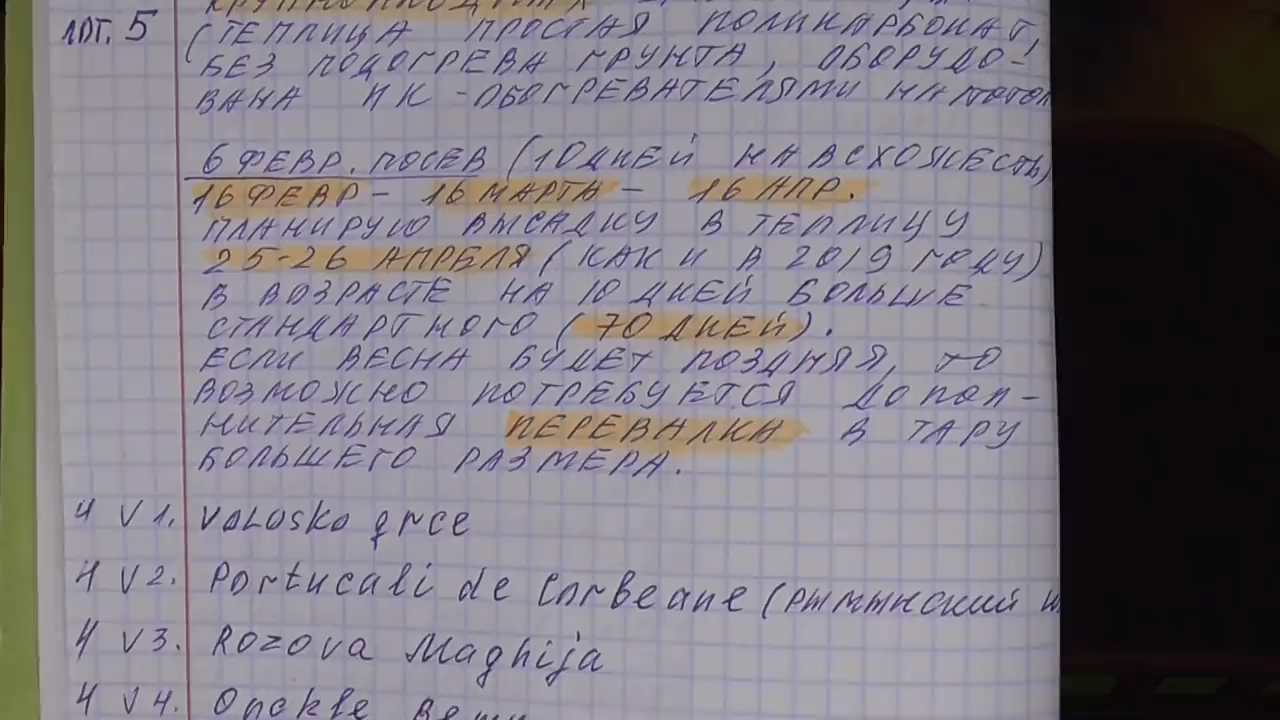 ЛОТ. 5 (ТЕПЛИЦА ПРОСТАЯ ПОЛИКАРБОНАТ,
БЕЗ ПОДОГРЕВА ГРУНТА, ОБОРУДО-
ВАНА ИК-ОБОГРЕВАТЕЛЯМИ НА ПОТОЛ
6 ФЕВР. ПОСЕВ (10 ДНЕЙ НА ВСХОЖЕСТЬ)
16 ФЕВР - 16 МАРТА - 16 АПР.
ПЛАНИРУЮ ВЫСАДКУ В ТЕПЛИЦУ
25-26 АПРЕЛЯ (КАК И В 2019 ГОДУ)
В ВОЗРАСТЕ НА 10 ДНЕЙ БОЛЬШЕ
СТАНДАРТНОГО (70 ДНЕЙ).
ЕСЛИ ВЕСНА БУДЕТ ПОЗДНЯЯ, ТО
ВОЗМОЖНО ПОТРЕБУЕТСЯ ДОПОЛ-
НИТЕЛЬНАЯ ПЕРЕВАЛКА В ТАРУ
БОЛЬШЕГО РАЗМЕРА.
4 V 1. Volosko grce
4 V 2. Portucali de Corbeane (РУМЫНСКИЙ
4 V 3. Rozova Maghija
4 V 4.